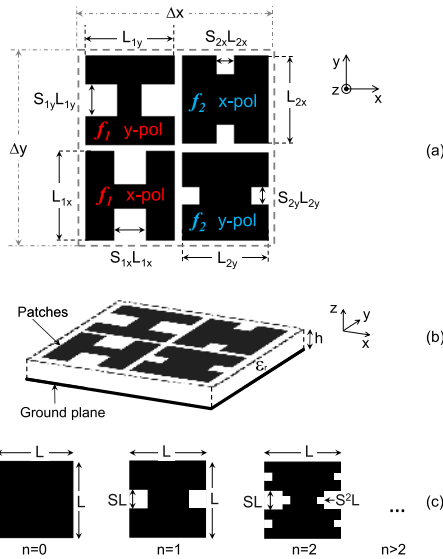 Δx
L1y
S2xL2x
S1yL1y
f1 y-pol
f2 x-pol
L2x
y
z
x
(a)
Δy
L1x
f1 x-pol
f2 y-pol
S2yL2y
S1xL1x
L2y
Patches
z
y
x
(b)
h
εr
Ground plane
L
L
L
SL
L
L
SL
S²L
L
...
(c)
n=0
n=1
n=2
n>2